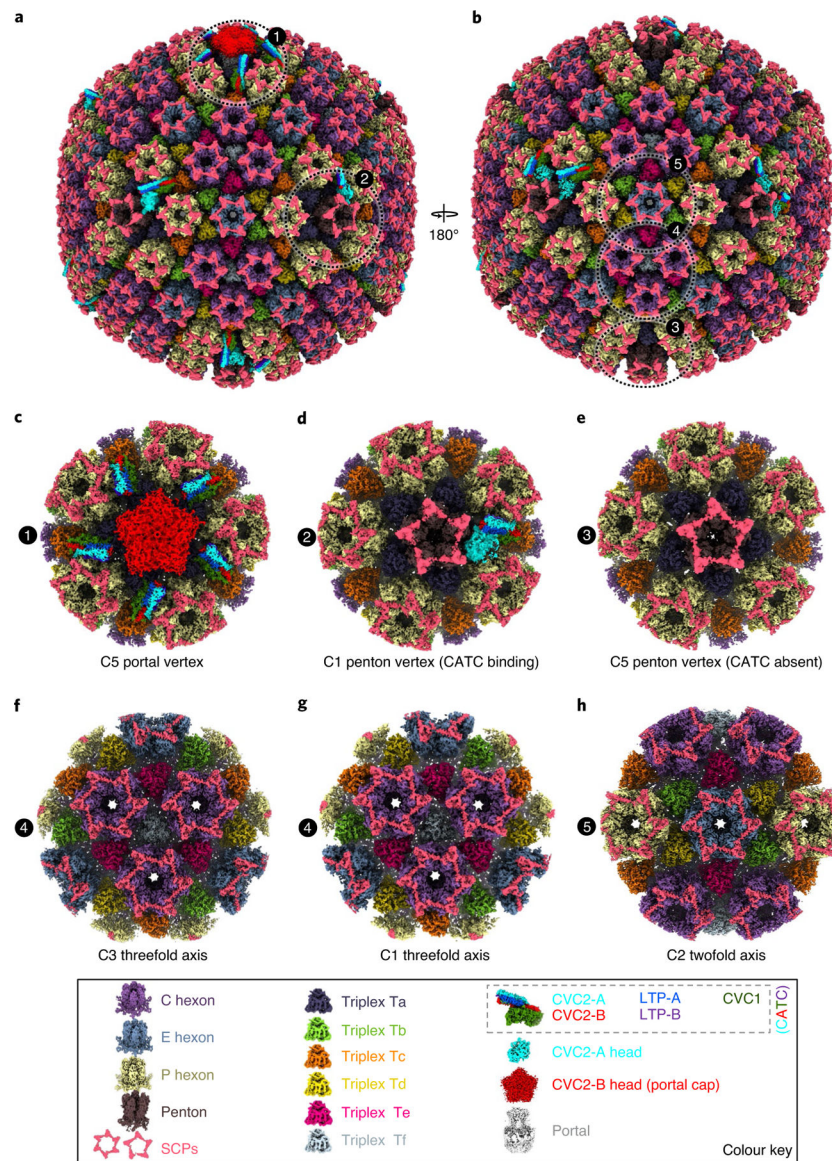 a
b
1
2
5
4
3
180°
c
d
e
1
2
3
C5 portal vertex
C1 penton vertex (CATC binding)
C5 penton vertex (CATC absent)
f
g
h
4
4
5
C3 threefold axis
C1 threefold axis
C2 twofold axis
C hexon
E hexon
P hexon
Penton
SCPs
Triplex Ta
Triplex Tb
Triplex Tc
Triplex Td
Triplex Te
Triplex Tf
CVC2-A LTP-A CVC1
CVC2-B LTP-B
(CATC)
CVC2-A head
CVC2-B head (portal cap)
Portal
Colour key